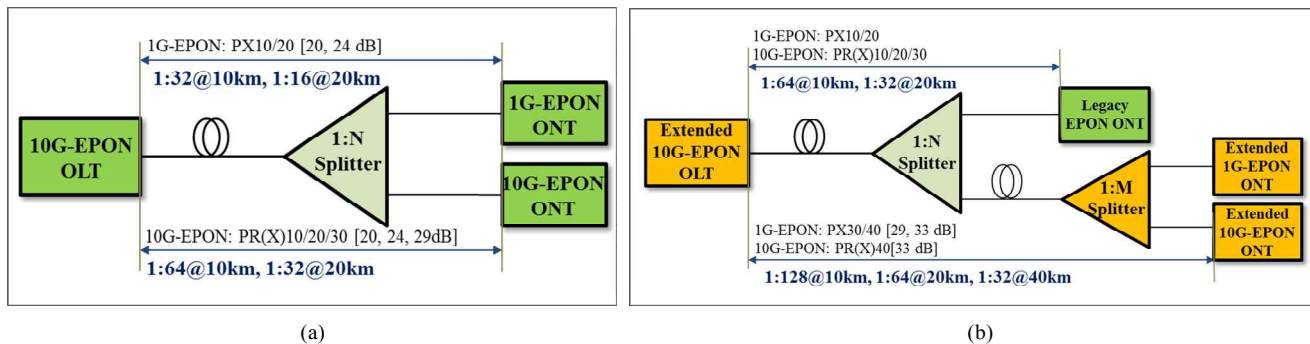 1G-EPON: PX10/20 [20, 24 dB]
1:32@10km, 1:16@20km
10G-EPON
OLT
1:N
Splitter
1G-EPON
ONT
10G-EPON
ONT
10G-EPON: PR(X)10/20/30 [20, 24, 29dB]
1:64@10km, 1:32@20km
(a)
1G-EPON: PX10/20
10G-EPON: PR(X)10/20/30
1:64@10km, 1:32@20km
Extended
10G-EPON
OLT
1:N
Splitter
Legacy
EPON ONT
1:M
Splitter
Extended
1G-EPON
ONT
Extended
10G-EPON
ONT
1G-EPON: PX30/40 [29, 33 dB]
10G-EPON: PR(X)40[33 dB]
1:128@10km, 1:64@20km, 1:32@40km
(b)